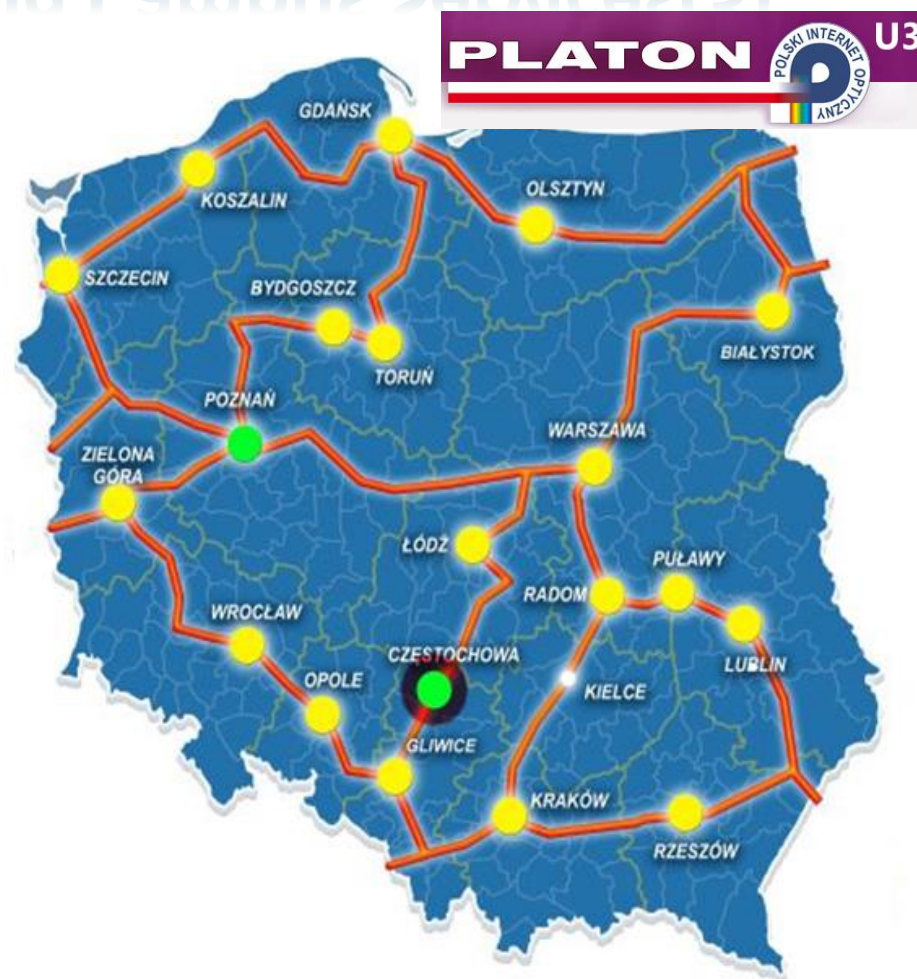 PLATON
U3
POLSKI INTERNET OPTYCZNY
GDAŃSK
KOSZALIN
OLSZTYN
SZCZECIN
BYDGOSZCZ
BIAŁYSTOK
TORUŃ
POZNAŃ
WARSZAWA
ZIELONA
GÓRA
ŁÓDŹ
PUŁAWY
RADOM
WROCŁAW
CZĘSTOCHOWA
LUBLIN
OPOLE
KIELCE
GLIWICE
KRAKÓW
RZESZÓW